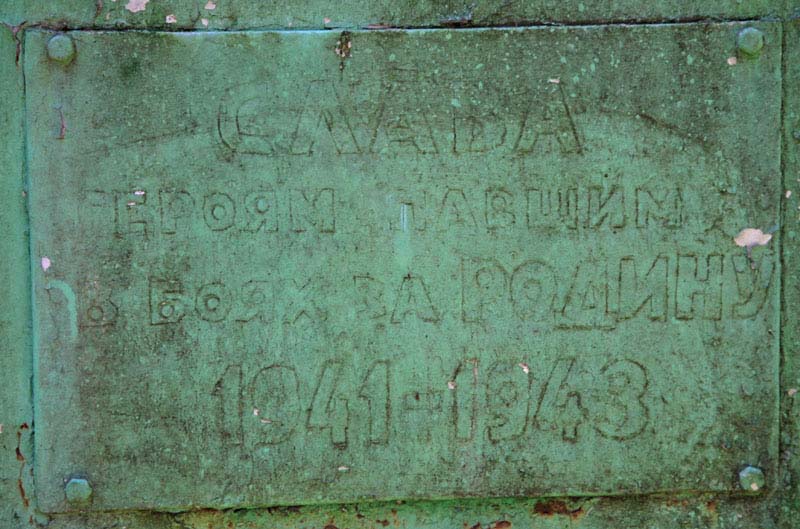 СЛАВА
ГЕРОЯМ ПАВШИМ
В БОЯХ ЗА РОДИНУ
1941-1943